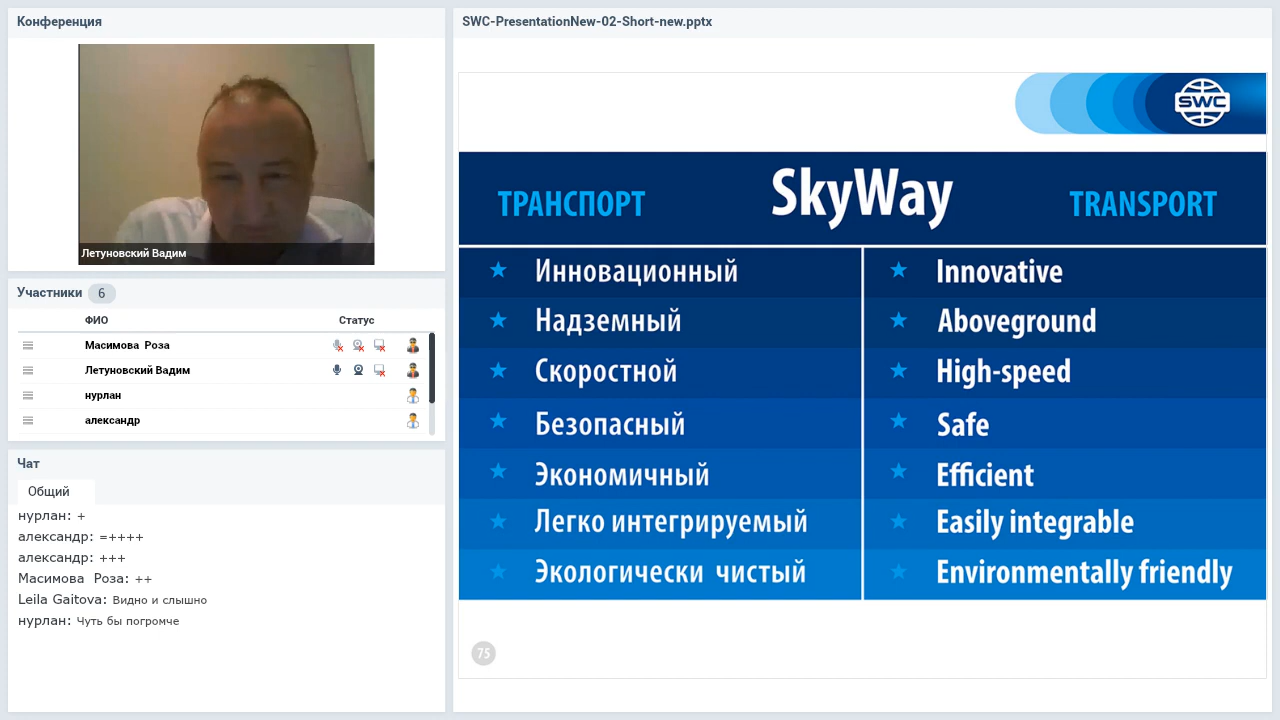 Конференция
Летуновский Вадим
Участники 6
ФИО Статус
Масимова Роза
Летуновский Вадим
нурлан
александр
Чат
Общий
нурлан: +
александр: =++++
александр: +++
Масимова Роза: ++
Leila Gaitova: Видно и слышно
нурлан: Чуть бы погромче
SWC-PresentationNew-02-Short-new.pptx
SWC
ТРАНСПОРТ SkyWay TRANSPORT
Инновационный Innovative
Надземный Aboveground
Скоростной High-speed
Безопасный Safe
Экономичный Efficient
Легко интегрируемый Easily integrable
Экологически чистый Environmentally friendly
75